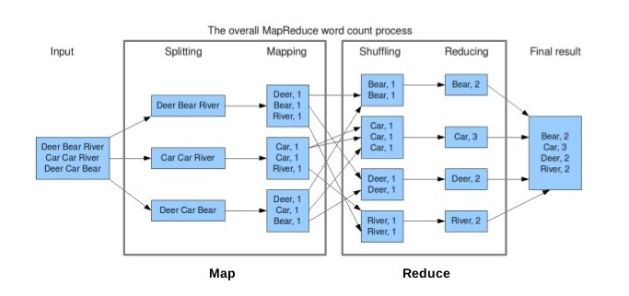 The overall MapReduce word count process
Input
Splitting
Mapping
Shuffling
Reducing
Final result
Deer Bear River
Car Car River
Deer Car Bear
Deer Bear River
Car Car River
Deer Car Bear
Deer, 1
Bear, 1
River, 1
Car, 1
Car, 1
River, 1
Deer, 1
Car, 1
Bear, 1
Bear, 1
Bear, 1
Car, 1
Car, 1
Car, 1
Deer, 1
Deer, 1
River, 1
River, 1
Bear, 2
Car, 3
Deer, 2
River, 2
Bear, 2
Car, 3
Deer, 2
River, 2
Map
Reduce